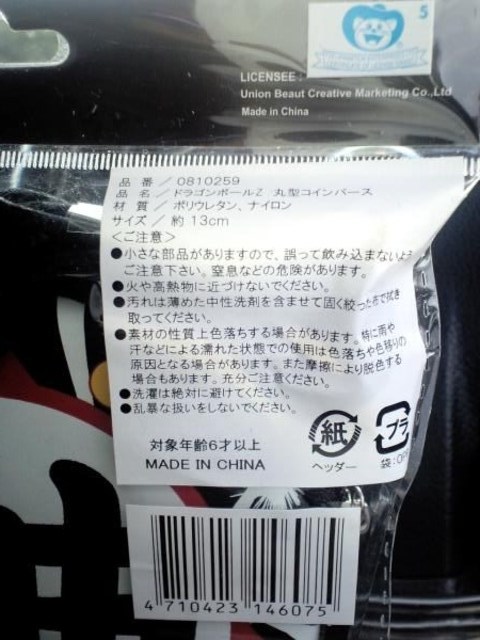 5
LICENSEE :
Union Beaut Creative Marketing Co.,Ltd
Made in China
品 番／0810259
品 名／ドラゴンボールZ 丸型コインパース
材 質／ポリウレタン、ナイロン
サイズ／約 13cm
＜ご注意＞
●小さな部品がありますので、誤って飲み込まないよ
ご注意下さい。窒息などの危険があります。
●火や高熱物に近づけないでください。
●汚れは薄めた中性洗剤を含ませて固く絞った布で拭き
取ってください。
●素材の性質上色落ちする場合があります。特に雨や
汗などによる濡れた状態での使用は色落ちや色移りの
原因となる場合があります。また摩擦により脱色する
場合もあります。充分ご注意ください。
●洗濯は絶対に避けてください。
●乱暴な扱いをしないでください。
対象年齢6才以上
MADE IN CHINA
紙
ヘッダー
プラ
袋:OP
4 710423 146075